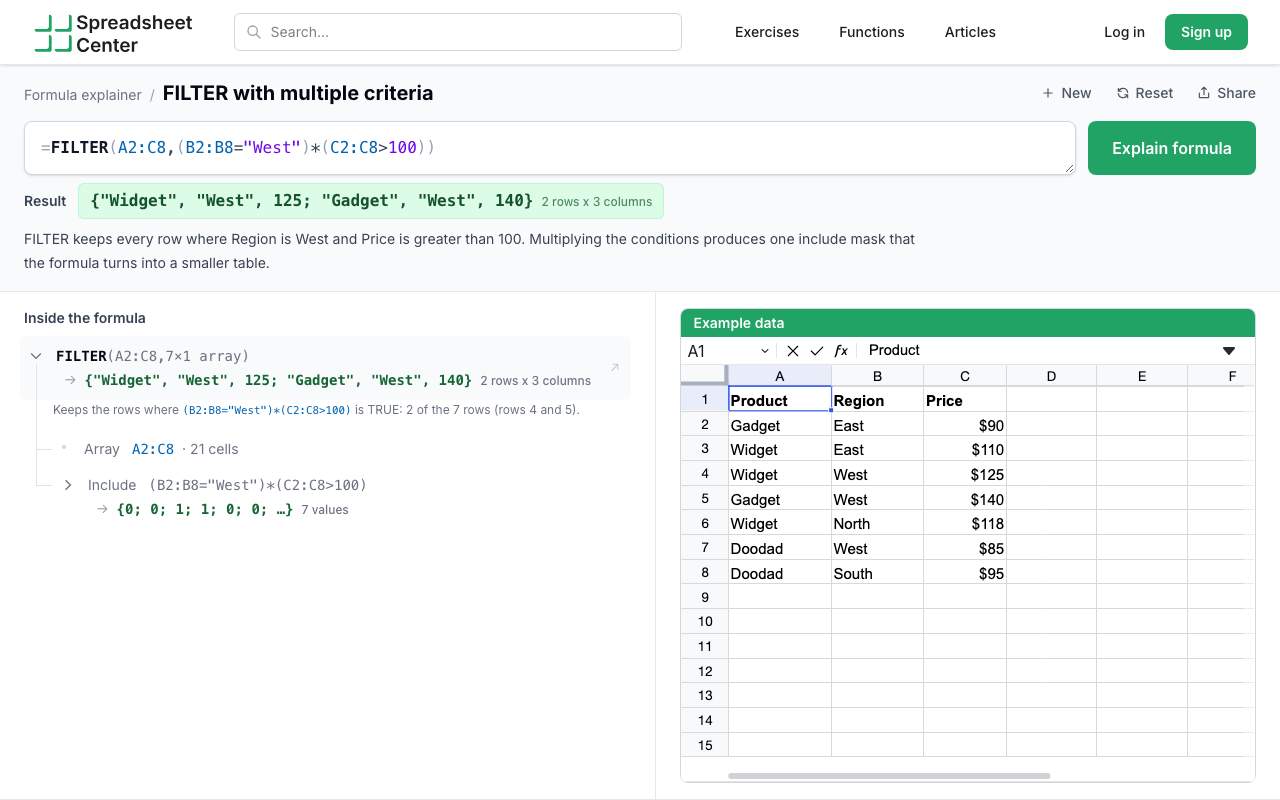 Spreadsheet
Center
Search...
Exercises
Functions
Articles
Log in
Sign up
Formula explainer / FILTER with multiple criteria
New
Reset
Share
=FILTER(A2:C8,(B2:B8="West")*(C2:C8>100))
Explain formula
Result
{"Widget", "West", 125; "Gadget", "West", 140} 2 rows x 3 columns
FILTER keeps every row where Region is West and Price is greater than 100. Multiplying the conditions produces one include mask that
the formula turns into a smaller table.
Inside the formula
FILTER(A2:C8,7×1 array)
→ {"Widget", "West", 125; "Gadget", "West", 140} 2 rows x 3 columns
Keeps the rows where (B2:B8="West")*(C2:C8>100) is TRUE: 2 of the 7 rows (rows 4 and 5).
Array A2:C8 · 21 cells
Include (B2:B8="West")*(C2:C8>100)
→ {0; 0; 1; 1; 0; 0; …} 7 values
Example data
A1 fx Product
A B C D E F
1 Product Region Price
2 Gadget East $90
3 Widget East $110
4 Widget West $125
5 Gadget West $140
6 Widget North $118
7 Doodad West $85
8 Doodad South $95
9
10
11
12
13
14
15